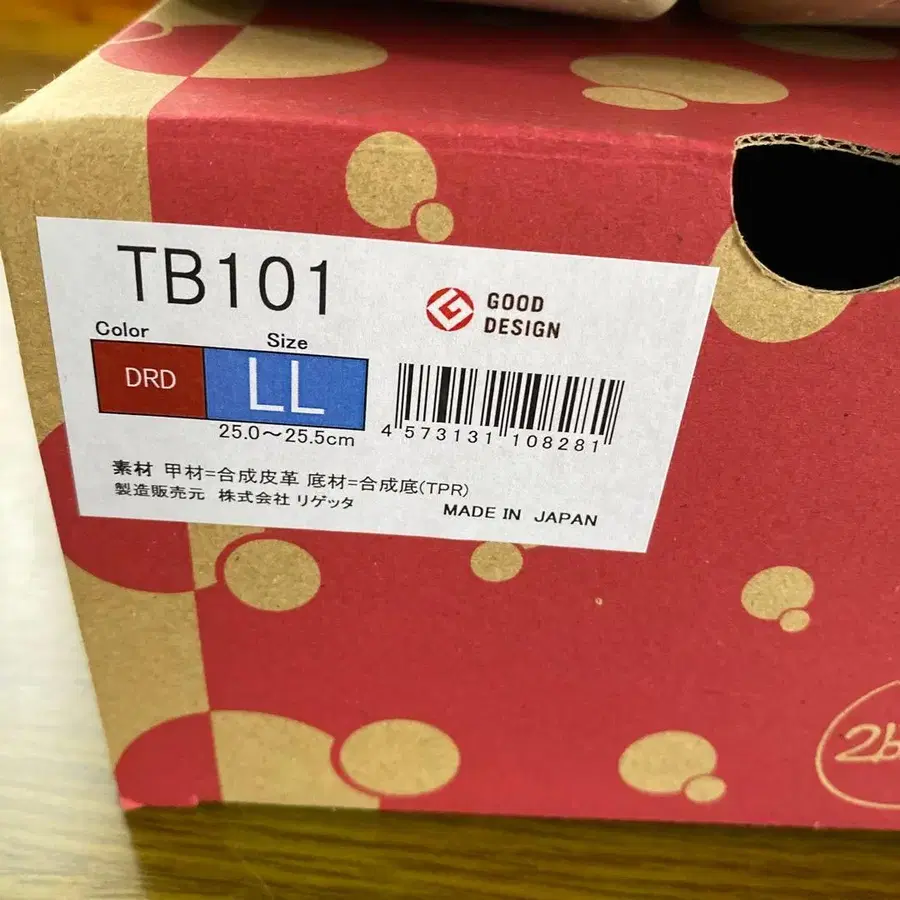 TB101
GOOD
DESIGN
Color
Size
DRD
LL
25.0～25.5cm
4 573131 108281
素材 甲材=合成皮革 底材=合成底(TPR)
製造販売元 株式会社 リゲッタ
MADE IN JAPAN